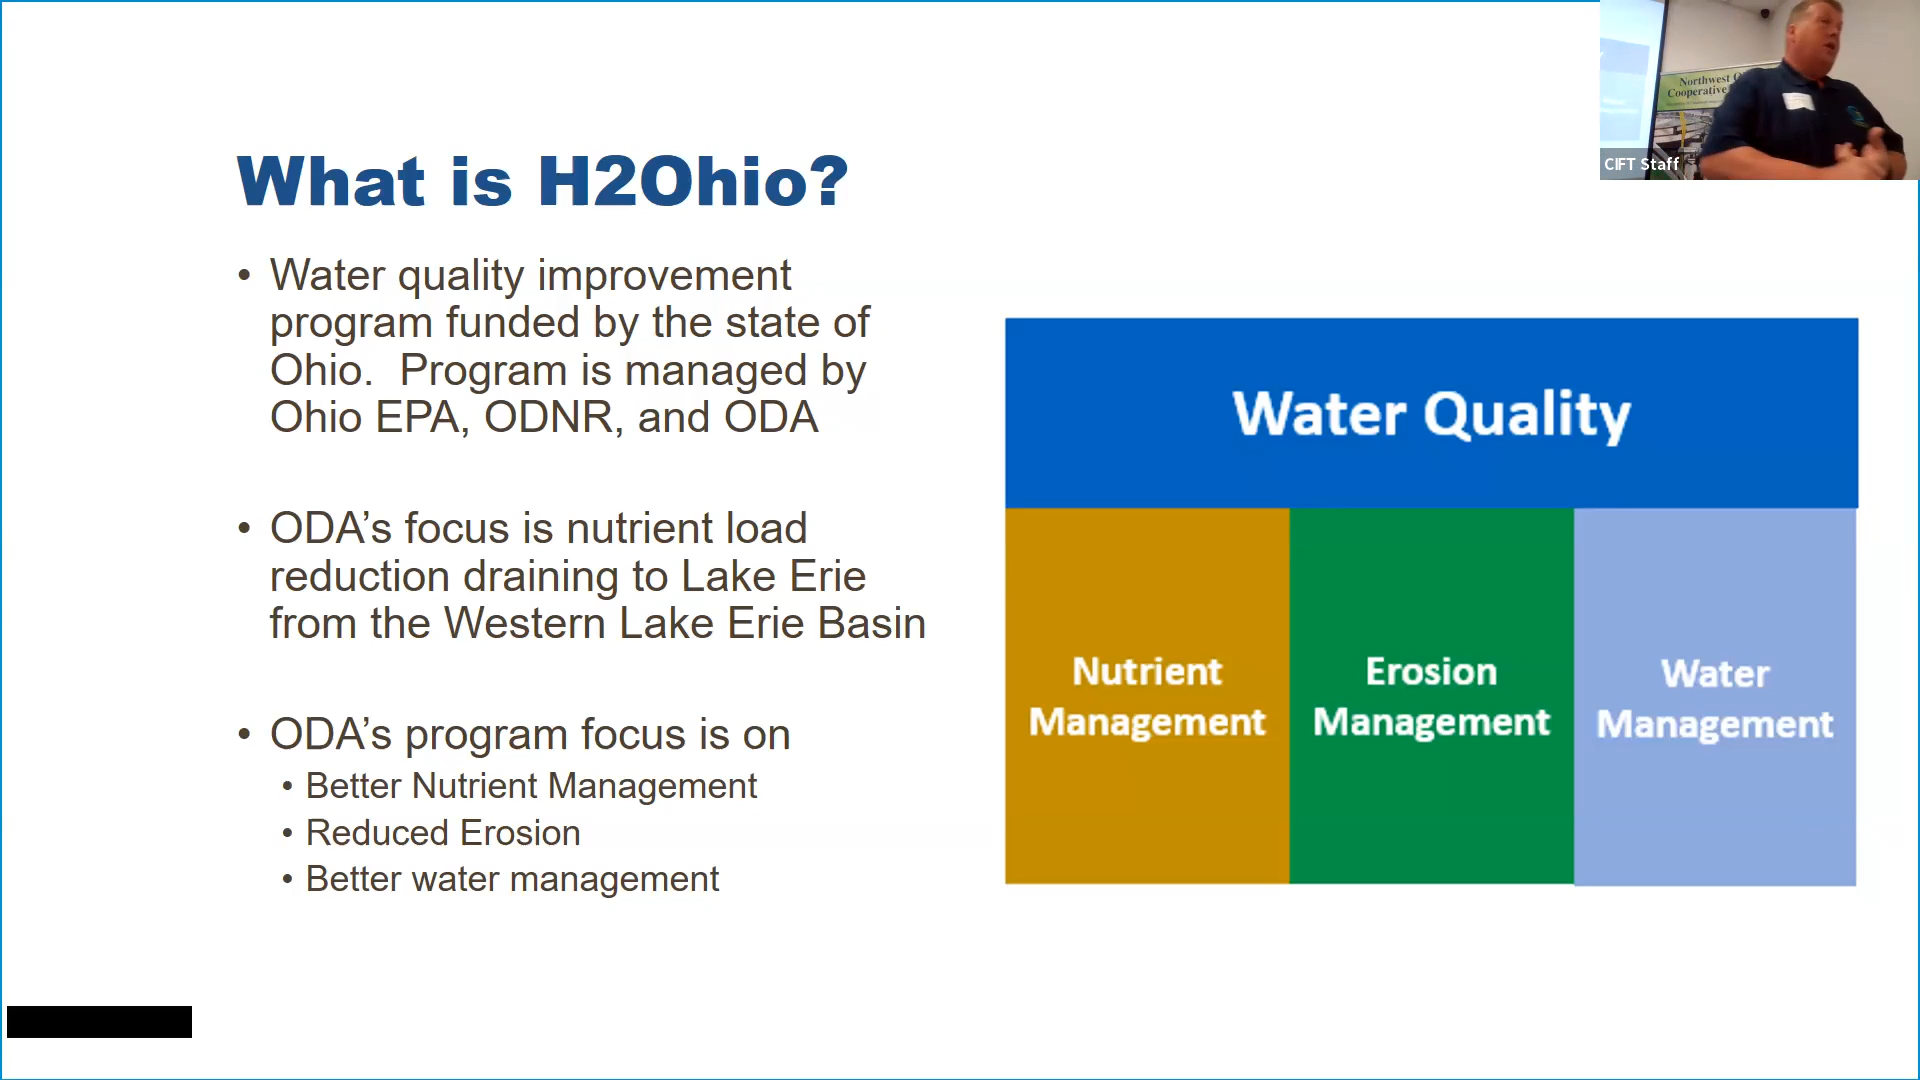 What is H2Ohio?
• Water quality improvement
program funded by the state of
Ohio.  Program is managed by
Ohio EPA, ODNR, and ODA
• ODA’s focus is nutrient load
reduction draining to Lake Erie
from the Western Lake Erie Basin
• ODA’s program focus is on
• Better Nutrient Management
• Reduced Erosion
• Better water management
Water Quality
Nutrient
Management
Erosion
Management
Water
Management
Northwest
Cooperative
CIFT Staff